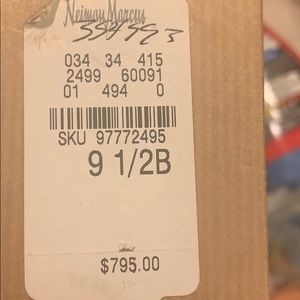 Neiman Marcus
034 34 415
2499 60091
01 494 0
SKU 97772495
9 1/2B
$795.00